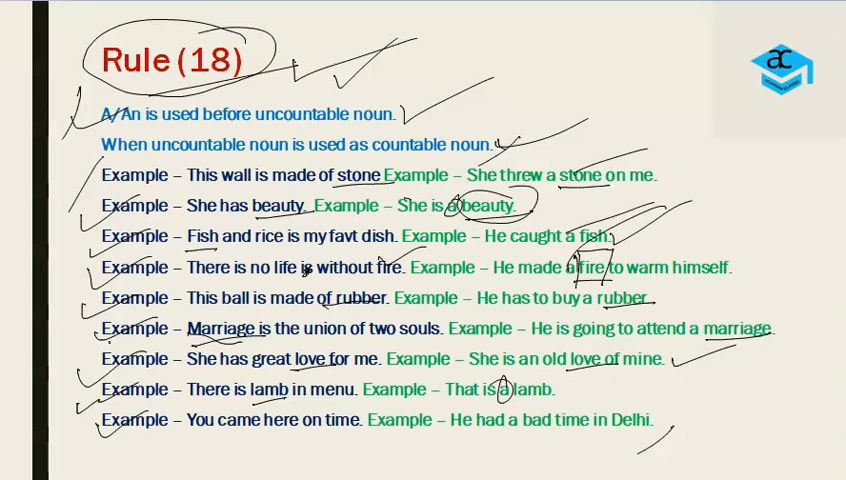 Rule (18)
ac
A/An is used before uncountable noun.
When uncountable noun is used as countable noun.
Example – This wall is made of stone Example – She threw a stone on me.
Example – She has beauty. Example – She is a beauty.
Example – Fish and rice is my favt dish. Example – He caught a fish.
Example – There is no life is without fire. Example – He made a fire to warm himself.
Example – This ball is made of rubber. Example – He has to buy a rubber.
Example – Marriage is the union of two souls. Example – He is going to attend a marriage.
Example – She has great love for me. Example – She is an old love of mine.
Example – There is lamb in menu. Example – That is a lamb.
Example – You came here on time. Example – He had a bad time in Delhi.